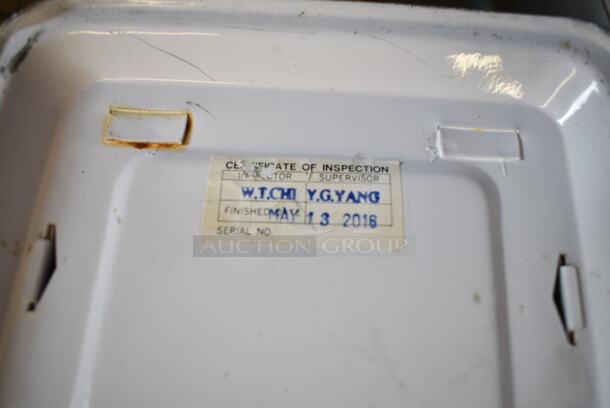 CERTIFICATE OF INSPECTION
INSPECTOR SUPERVISOR
W.T.CHI Y.G.YANG
FINISHED MAY 13 2016
SERIAL NO
AUCTION GROUP